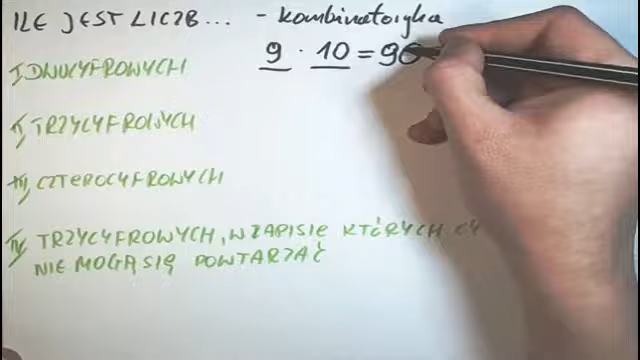 ILE JEST LICZB... - kombinatoryka
9 · 10 = 90
I) DWUCYFROWYCH
II) TRZYCYFROWYCH
III) CZTEROCYFROWYCH
IV) TRZYCYFROWYCH, W ZAPISIE KTÓRYCH CY
NIE MOGĄ SIĘ POWTARZAĆ